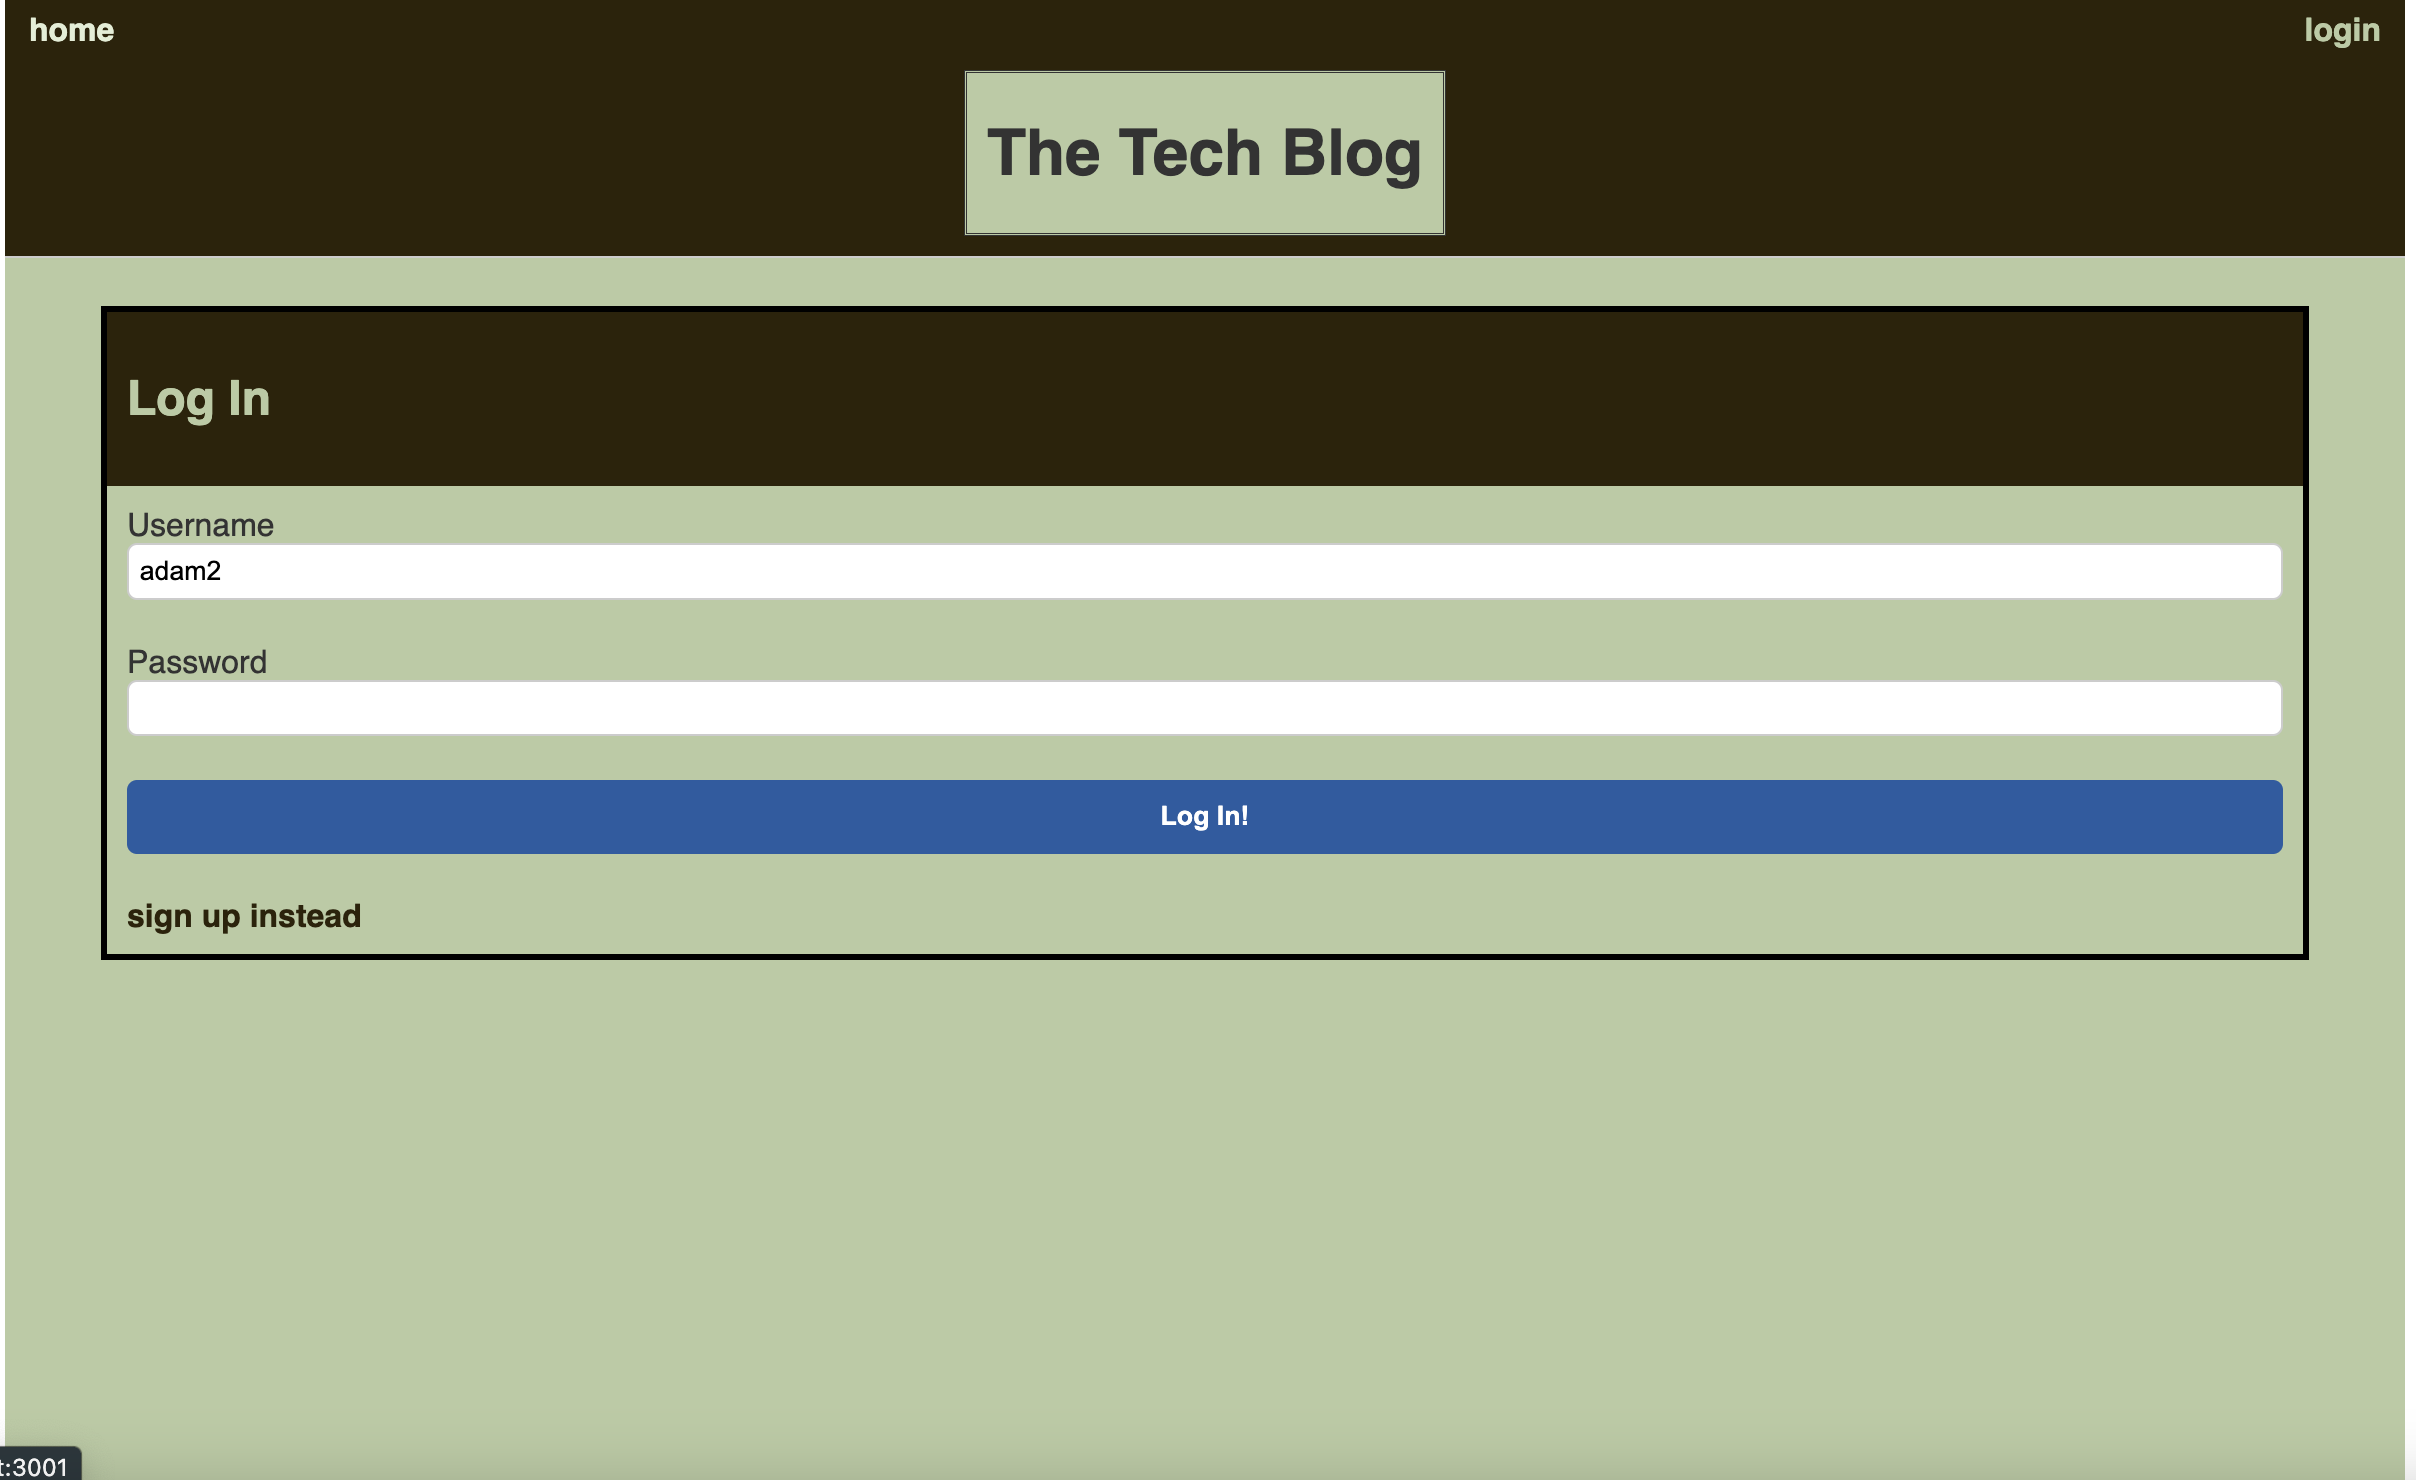 home
login
The Tech Blog
Log In
Username
adam2
Password
Log In!
sign up instead
:3001